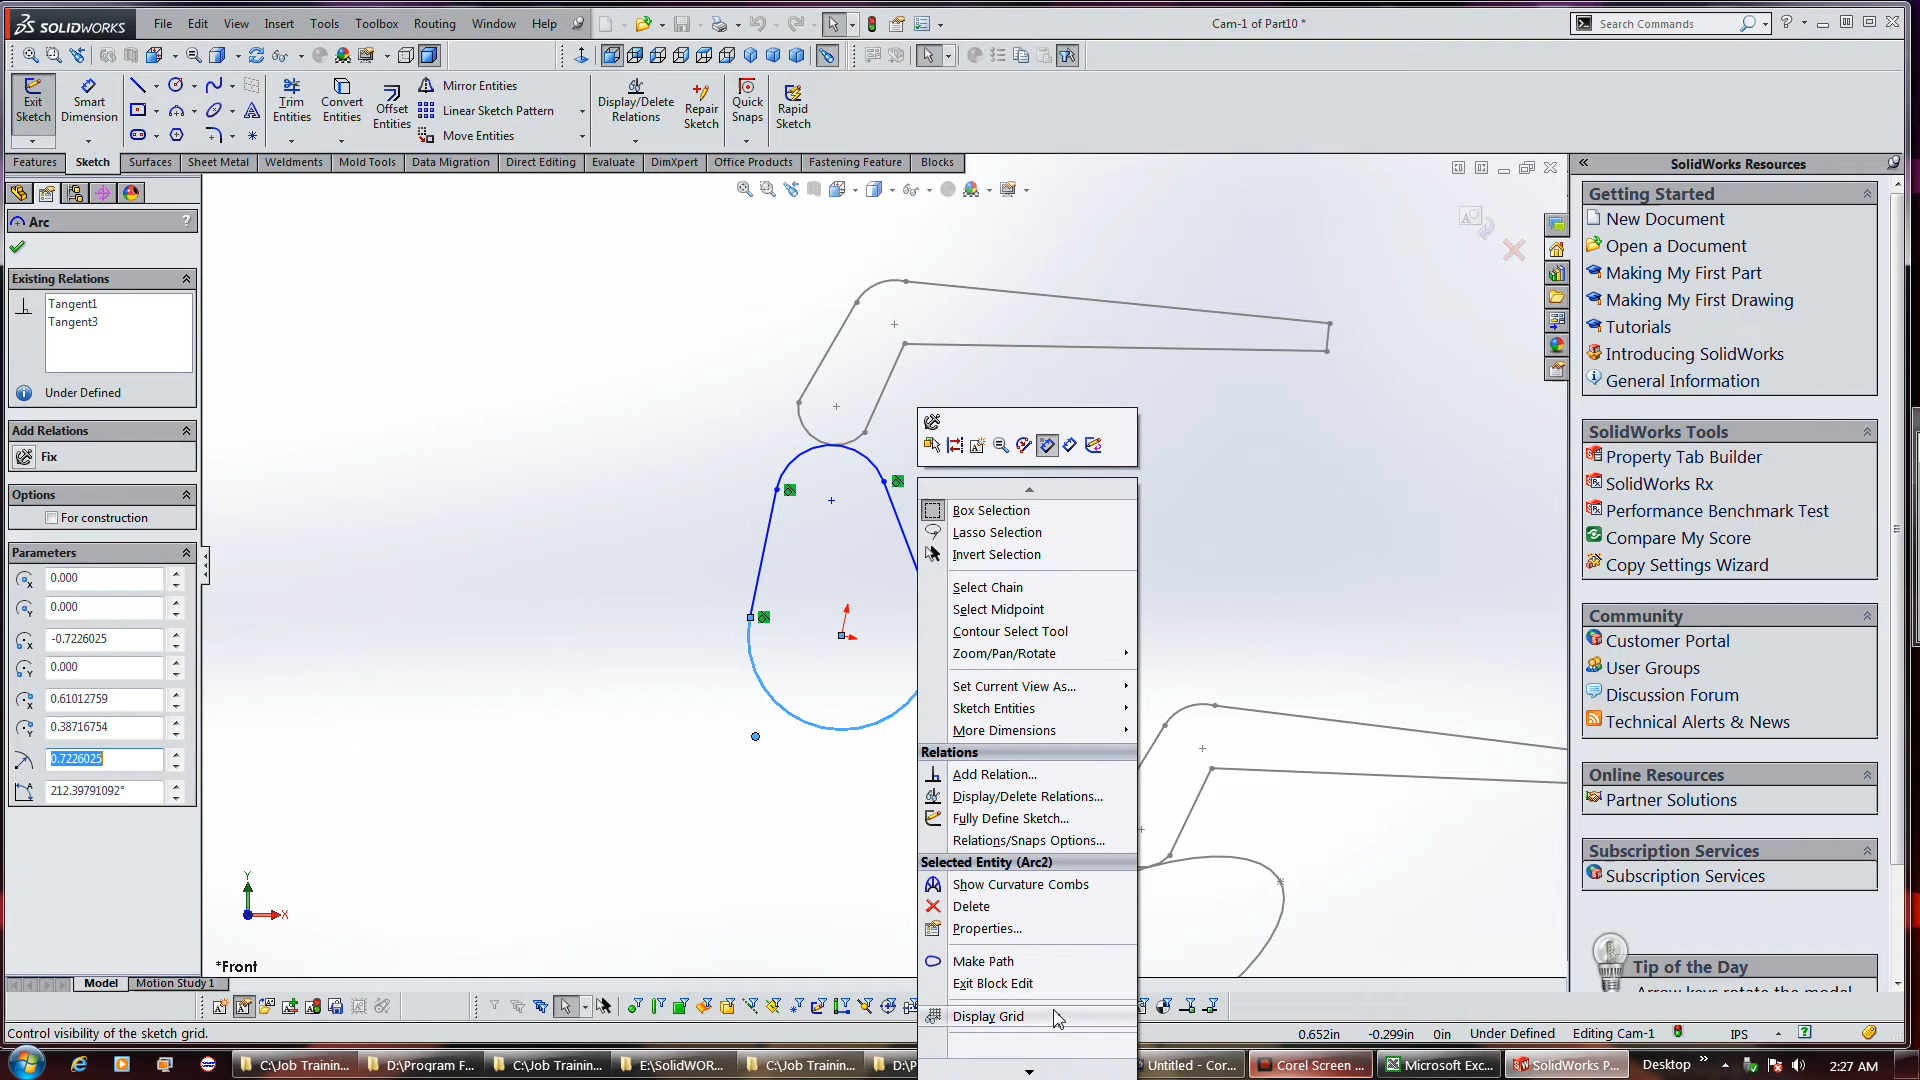 SOLIDWORKS
File Edit View Insert Tools Toolbox Routing Window Help
Cam-1 of Part10 *
Search Commands
Exit Sketch
Smart Dimension
Trim Entities
Convert Entities
Offset Entities
Mirror Entities
Linear Sketch Pattern
Move Entities
Display/Delete Relations
Repair Sketch
Quick Snaps
Rapid Sketch
Features Sketch Surfaces Sheet Metal Weldments Mold Tools Data Migration Direct Editing Evaluate DimXpert Office Products Fastening Feature Blocks
Arc ?
Existing Relations
Tangent1
Tangent3
Under Defined
Add Relations
Fix
Options
For construction
Parameters
0.000
0.000
-0.7226025
0.000
0.61012759
0.38716754
0.7226025
212.39791092°
Box Selection
Lasso Selection
Invert Selection
Select Chain
Select Midpoint
Contour Select Tool
Zoom/Pan/Rotate
Set Current View As...
Sketch Entities
More Dimensions
Relations
Add Relation...
Display/Delete Relations...
Fully Define Sketch...
Relations/Snaps Options...
Selected Entity (Arc2)
Show Curvature Combs
Delete
Properties...
Make Path
Exit Block Edit
Display Grid
Y
X
*Front
SolidWorks Resources
Getting Started
New Document
Open a Document
Making My First Part
Making My First Drawing
Tutorials
Introducing SolidWorks
General Information
SolidWorks Tools
Property Tab Builder
SolidWorks Rx
Performance Benchmark Test
Compare My Score
Copy Settings Wizard
Community
Customer Portal
User Groups
Discussion Forum
Technical Alerts & News
Online Resources
Partner Solutions
Subscription Services
Subscription Services
Tip of the Day
Arrow keys rotate the model
Model Motion Study 1
Control visibility of the sketch grid.
0.652in -0.299in 0in Under Defined Editing Cam-1 IPS
C:\Job Trainin... D:\Program F... C:\Job Trainin... E:\SolidWOR... C:\Job Trainin... D:\P Untitled - Cor... Corel Screen ... Microsoft Exc... SolidWorks P... Desktop 2:27 AM